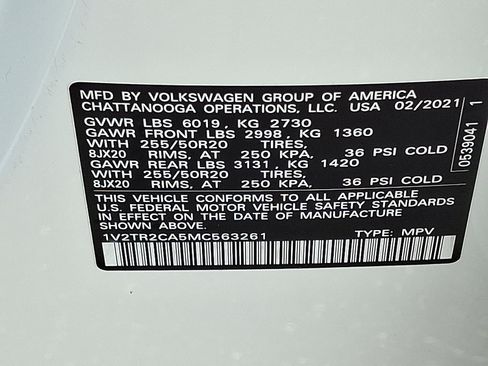 MFD BY VOLKSWAGEN GROUP OF AMERICA
CHATTANOOGA OPERATIONS, LLC. USA 02/2021
GVWR LBS 6019, KG 2730
GAWR FRONT LBS 2998, KG 1360
WITH 255/50R20
8JX20 RIMS, AT 250 KPA, 36 PSI COLD
GAWR REAR LBS 3131, KG 1420
WITH 255/50R20
8JX20 RIMS, AT 250 KPA, 36 PSI COLD
THIS VEHICLE CONFORMS TO ALL APPLICABLE
U.S. FEDERAL MOTOR VEHICLE SAFETY STANDARDS
IN EFFECT ON THE DATE OF MANUFACTURE
SHOWN ABOVE
1V2TR2CA5MC563261 TYPE: MPV
0539041 1